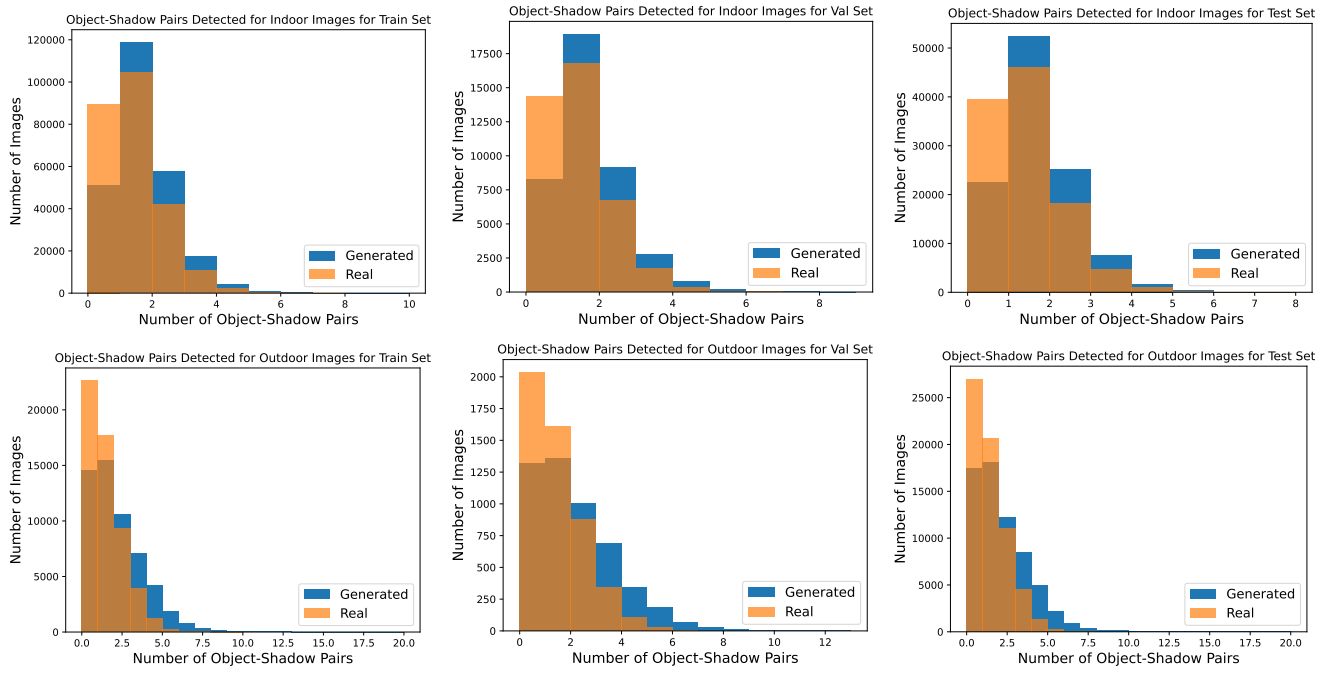 Object-Shadow Pairs Detected for Indoor Images for Train Set
120000
100000
80000
60000
40000
20000
0
Number of Images
Generated
Real
0 2 4 6 8 10
Number of Object-Shadow Pairs
Object-Shadow Pairs Detected for Indoor Images for Val Set
17500
15000
12500
10000
7500
5000
2500
0
Number of Images
Generated
Real
0 2 4 6 8
Number of Object-Shadow Pairs
Object-Shadow Pairs Detected for Indoor Images for Test Set
50000
40000
30000
20000
10000
0
Number of Images
Generated
Real
0 1 2 3 4 5 6 7 8
Number of Object-Shadow Pairs
Object-Shadow Pairs Detected for Outdoor Images for Train Set
20000
15000
10000
5000
0
Number of Images
Generated
Real
0.0 2.5 5.0 7.5 10.0 12.5 15.0 17.5 20.0
Number of Object-Shadow Pairs
Object-Shadow Pairs Detected for Outdoor Images for Val Set
2000
1750
1500
1250
1000
750
500
250
0
Number of Images
Generated
Real
0 2 4 6 8 10 12
Number of Object-Shadow Pairs
Object-Shadow Pairs Detected for Outdoor Images for Test Set
25000
20000
15000
10000
5000
0
Number of Images
Generated
Real
0.0 2.5 5.0 7.5 10.0 12.5 15.0 17.5 20.0
Number of Object-Shadow Pairs